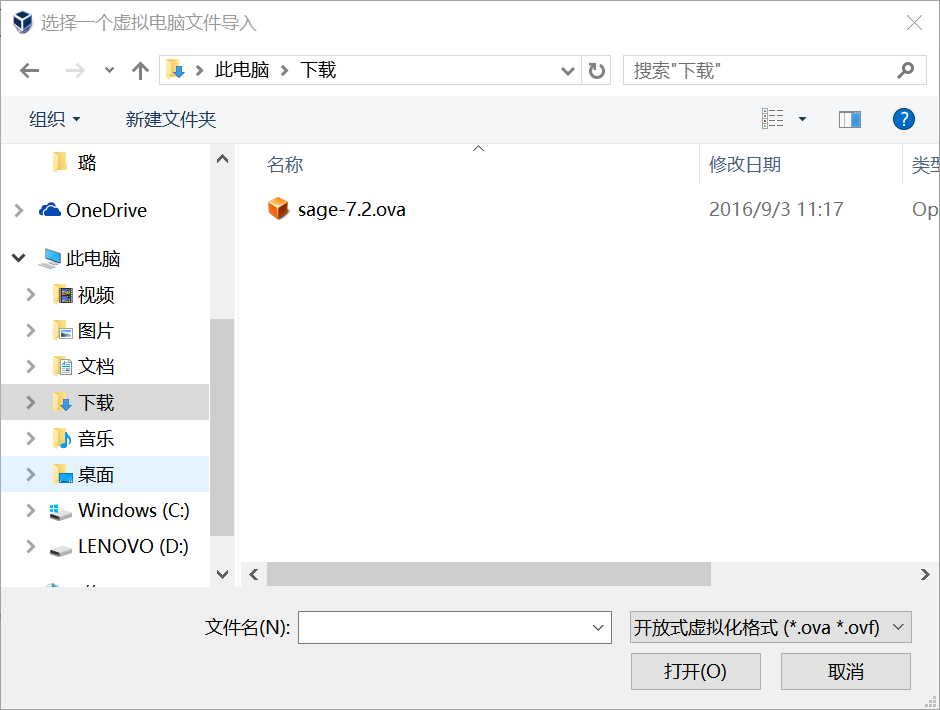 选择一个虚拟电脑文件导入
此电脑 下载
搜索"下载"
组织 新建文件夹
?
璐
OneDrive
此电脑
视频
图片
文档
下载
音乐
桌面
Windows (C:)
LENOVO (D:)
名称 修改日期 类型
sage-7.2.ova 2016/9/3 11:17 Op
文件名(N):
开放式虚拟化格式 (*.ova *.ovf)
打开(O) 取消